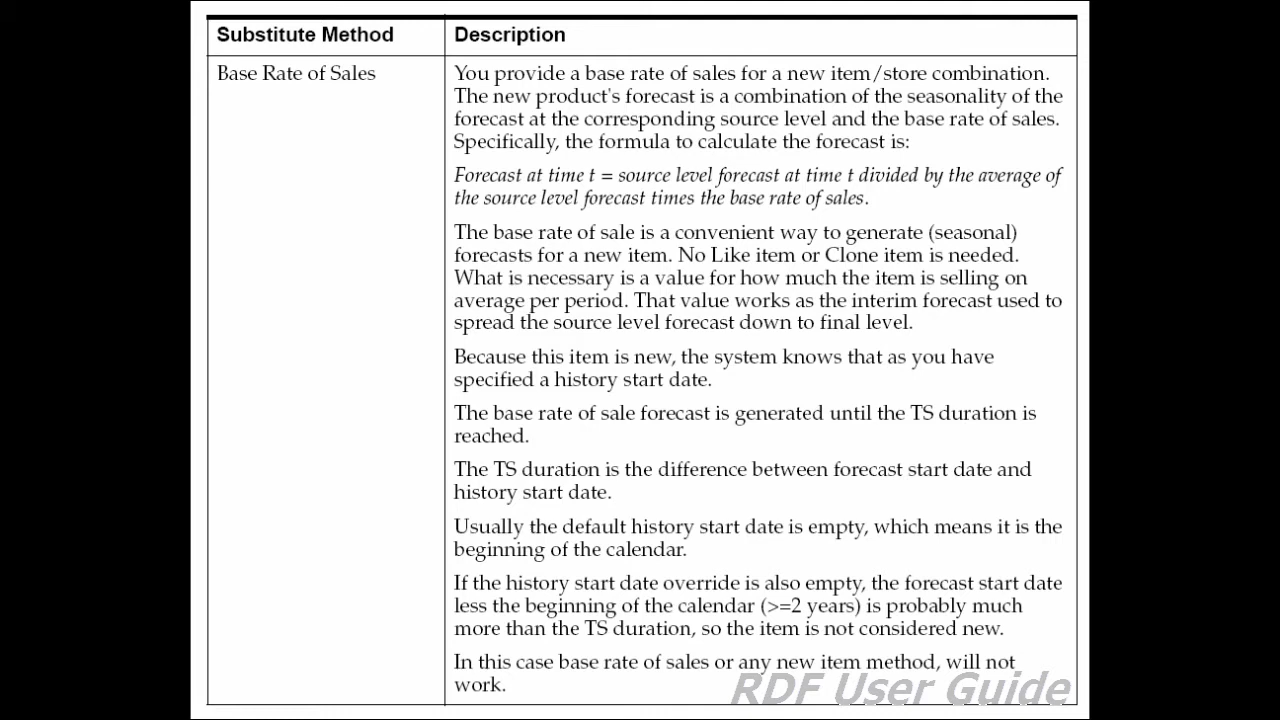 Substitute Method
Description
Base Rate of Sales
You provide a base rate of sales for a new item/store combination.
The new product's forecast is a combination of the seasonality of the
forecast at the corresponding source level and the base rate of sales.
Specifically, the formula to calculate the forecast is:
Forecast at time t = source level forecast at time t divided by the average of
the source level forecast times the base rate of sales.
The base rate of sale is a convenient way to generate (seasonal)
forecasts for a new item. No Like item or Clone item is needed.
What is necessary is a value for how much the item is selling on
average per period. That value works as the interim forecast used to
spread the source level forecast down to final level.
Because this item is new, the system knows that as you have
specified a history start date.
The base rate of sale forecast is generated until the TS duration is
reached.
The TS duration is the difference between forecast start date and
history start date.
Usually the default history start date is empty, which means it is the
beginning of the calendar.
If the history start date override is also empty, the forecast start date
less the beginning of the calendar (>=2 years) is probably much
more than the TS duration, so the item is not considered new.
In this case base rate of sales or any new item method, will not
work.
RDF User Guide